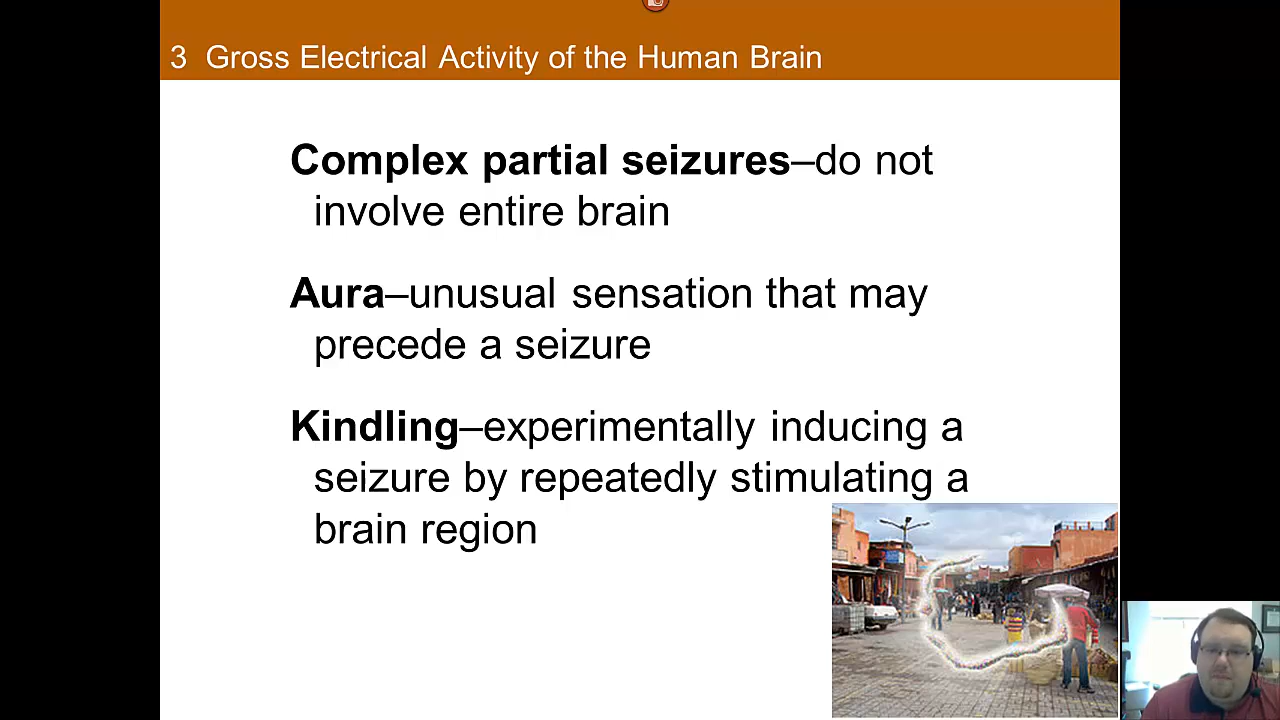 3 Gross Electrical Activity of the Human Brain
Complex partial seizures–do not
involve entire brain
Aura–unusual sensation that may
precede a seizure
Kindling–experimentally inducing a
seizure by repeatedly stimulating a
brain region